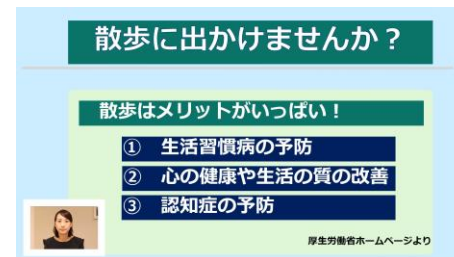 散歩に出かけませんか？
散歩はメリットがいっぱい！
① 生活習慣病の予防
② 心の健康や生活の質の改善
③ 認知症の予防
厚生労働省ホームページより